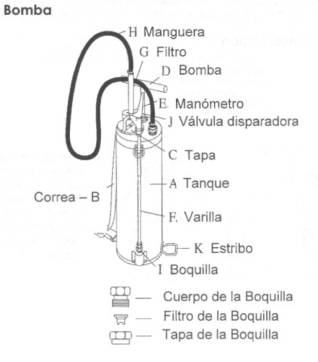 Bomba
H Manguera
G Filtro
D Bomba
E Manómetro
J Válvula disparadora
C Tapa
A Tanque
Correa – B
F. Varilla
K Estribo
I Boquilla
Cuerpo de la Boquilla
Filtro de la Boquilla
Tapa de la Boquilla